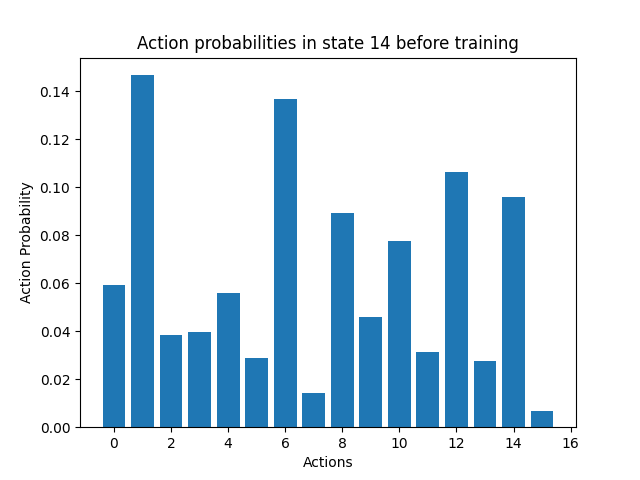 Action probabilities in state 14 before training
0.14
0.12
0.10
0.08
0.06
0.04
0.02
0.00
Action Probability
0 2 4 6 8 10 12 14 16
Actions